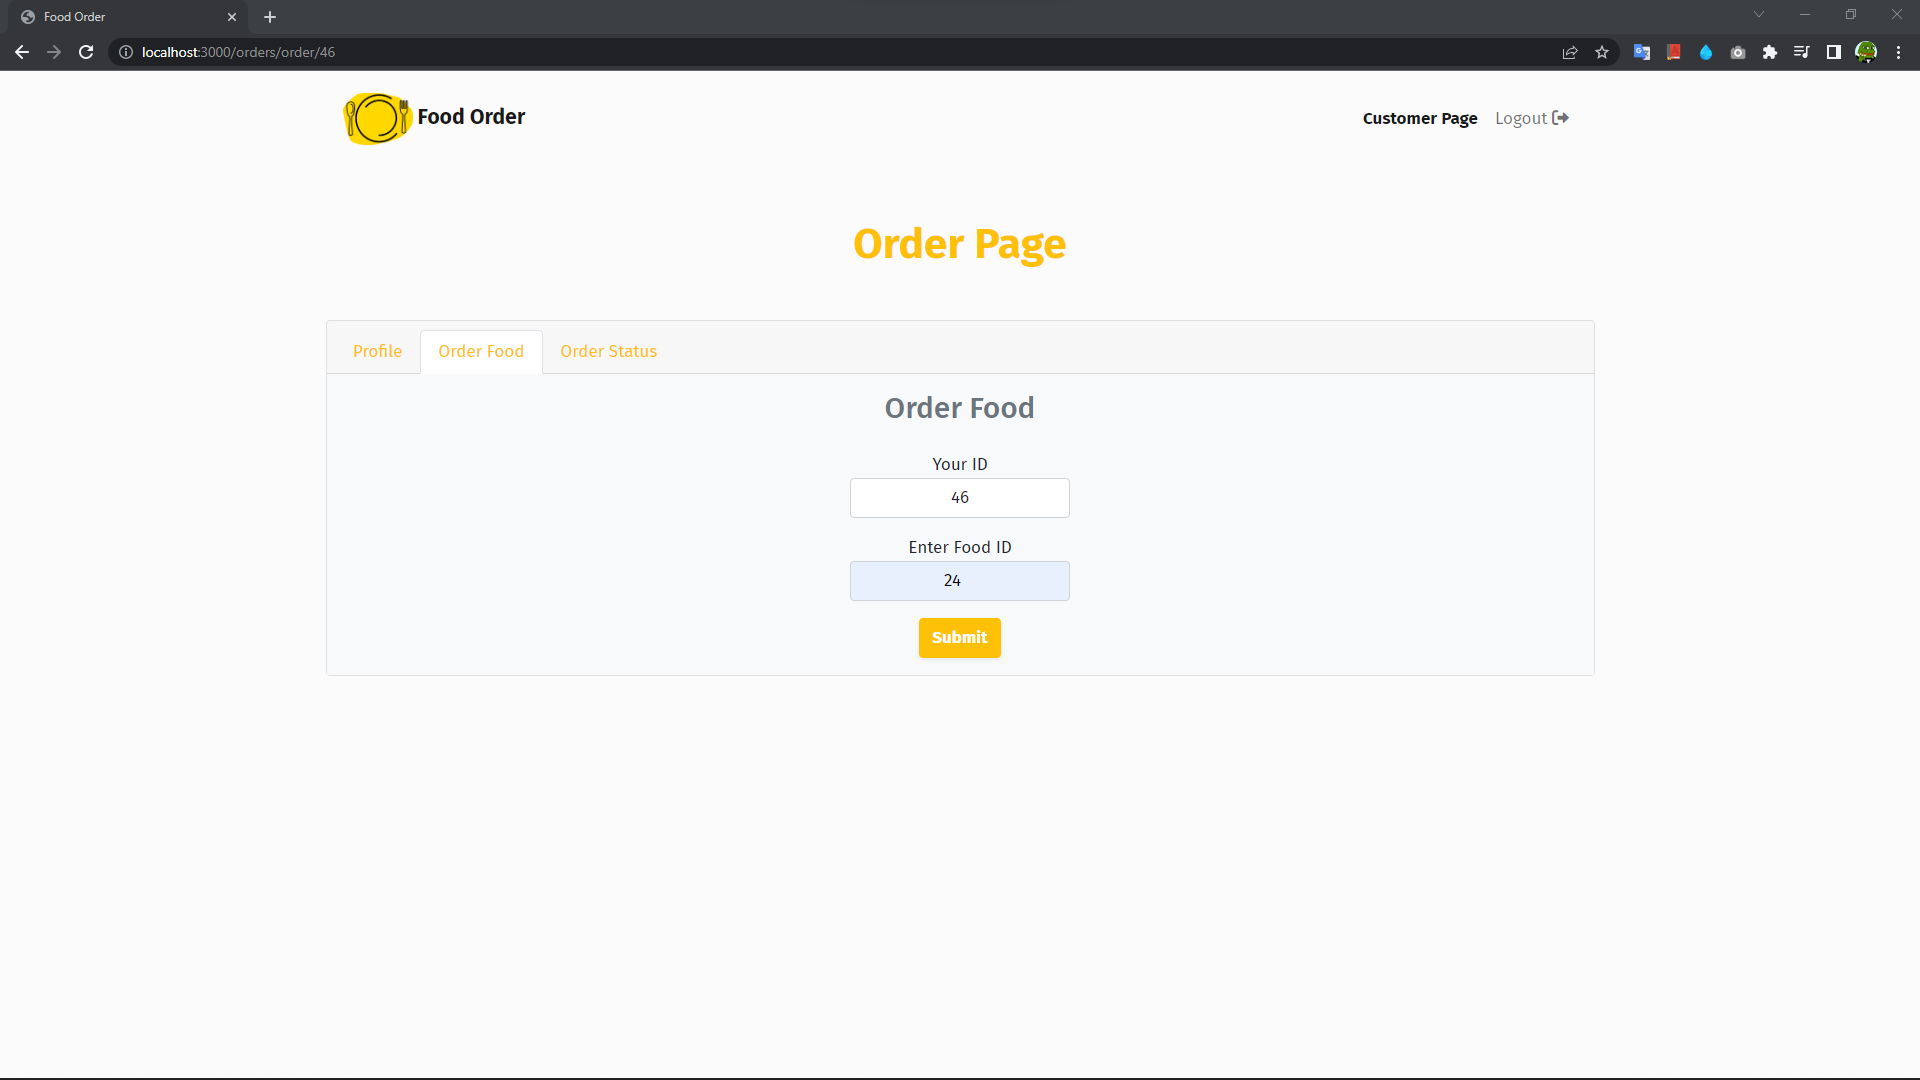 Food Order
localhost:3000/orders/order/46
Food Order
Customer Page Logout
Order Page
Profile Order Food Order Status
Order Food
Your ID
46
Enter Food ID
24
Submit